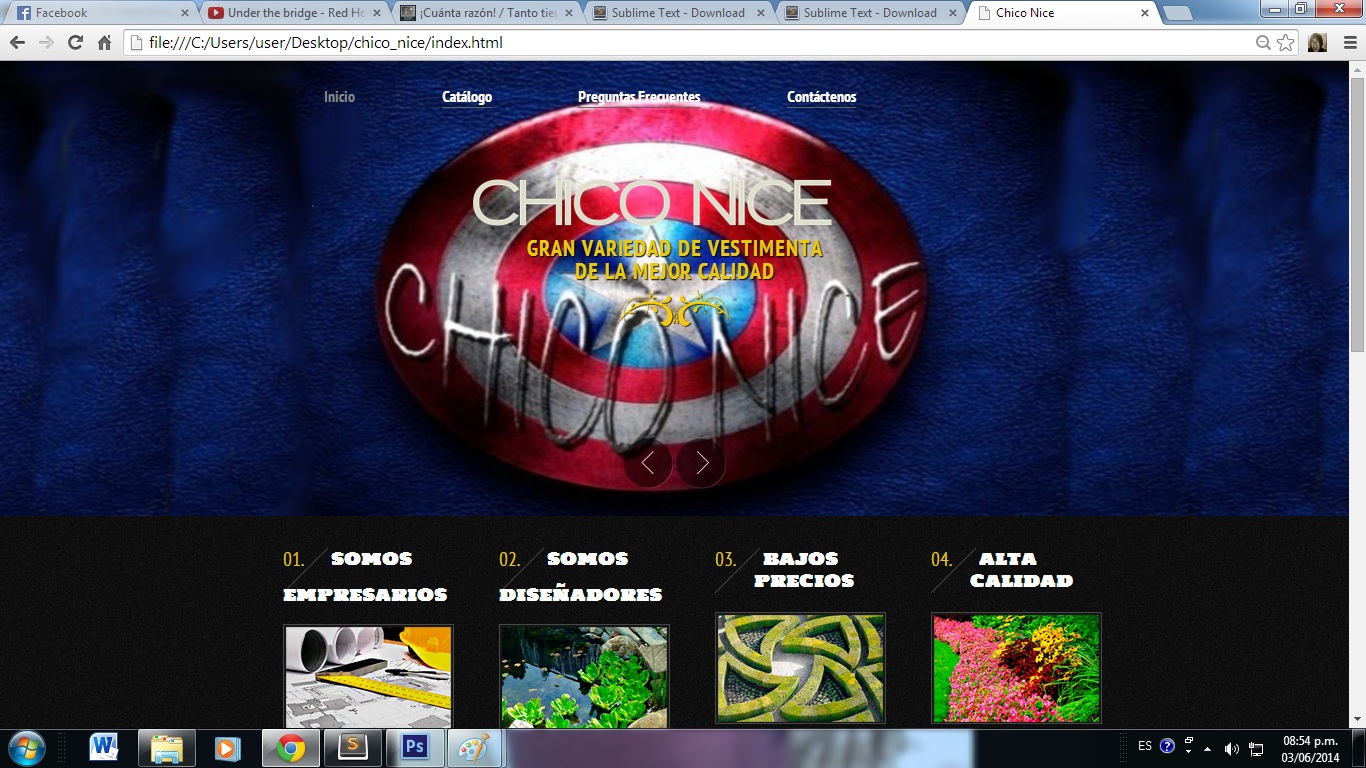 Facebook
Under the bridge - Red Ho
¡Cuánta razón! / Tanto tie
Sublime Text - Download
Sublime Text - Download
Chico Nice
file:///C:/Users/user/Desktop/chico_nice/index.html
Inicio
Catálogo
Preguntas Frecuentes
Contáctenos
CHICO NICE
GRAN VARIEDAD DE VESTIMENTA
DE LA MEJOR CALIDAD
CHICO NICE
01. SOMOS
EMPRESARIOS
02. SOMOS
DISEÑADORES
03. BAJOS
PRECIOS
04. ALTA
CALIDAD
W
S
Ps
ES
?
08:54 p.m.
03/06/2014